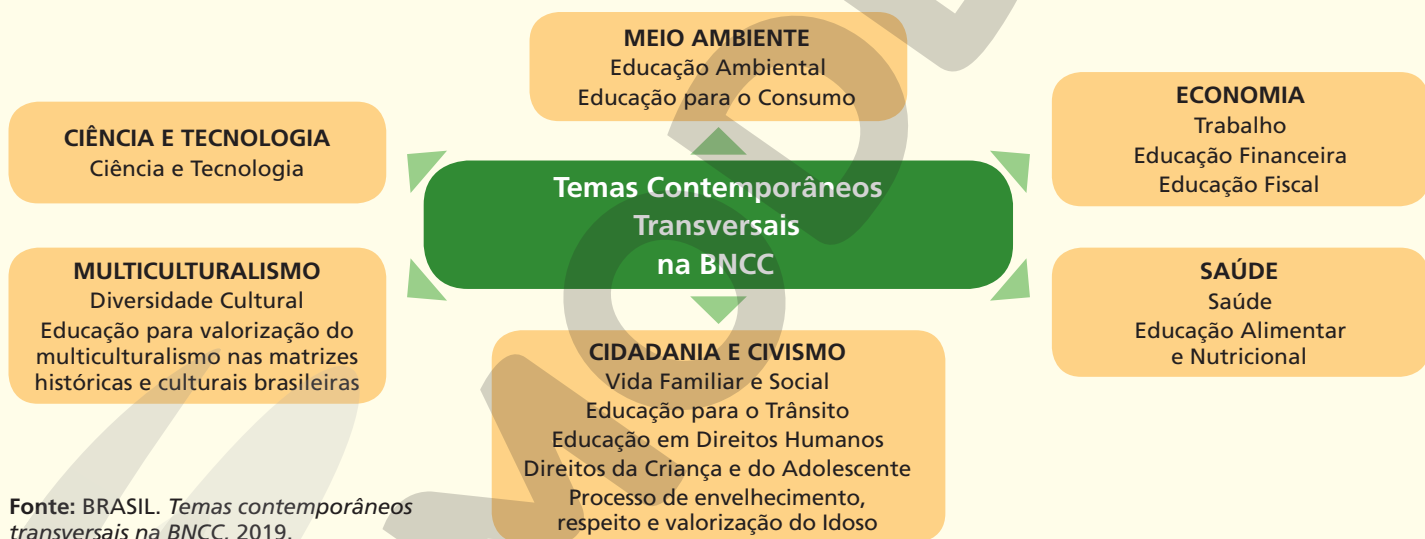 MEIO AMBIENTE
Educação Ambiental
Educação para o Consumo
CIÊNCIA E TECNOLOGIA
Ciência e Tecnologia
ECONOMIA
Trabalho
Educação Financeira
Educação Fiscal
Temas Contemporâneos
Transversais
na BNCC
MULTICULTURALISMO
Diversidade Cultural
Educação para valorização do
multiculturalismo nas matrizes
históricas e culturais brasileiras
SAÚDE
Saúde
Educação Alimentar
e Nutricional
CIDADANIA E CIVISMO
Vida Familiar e Social
Educação para o Trânsito
Educação em Direitos Humanos
Direitos da Criança e do Adolescente
Processo de envelhecimento,
respeito e valorização do Idoso
Fonte: BRASIL. Temas contemporâneos
transversais na BNCC. 2019.